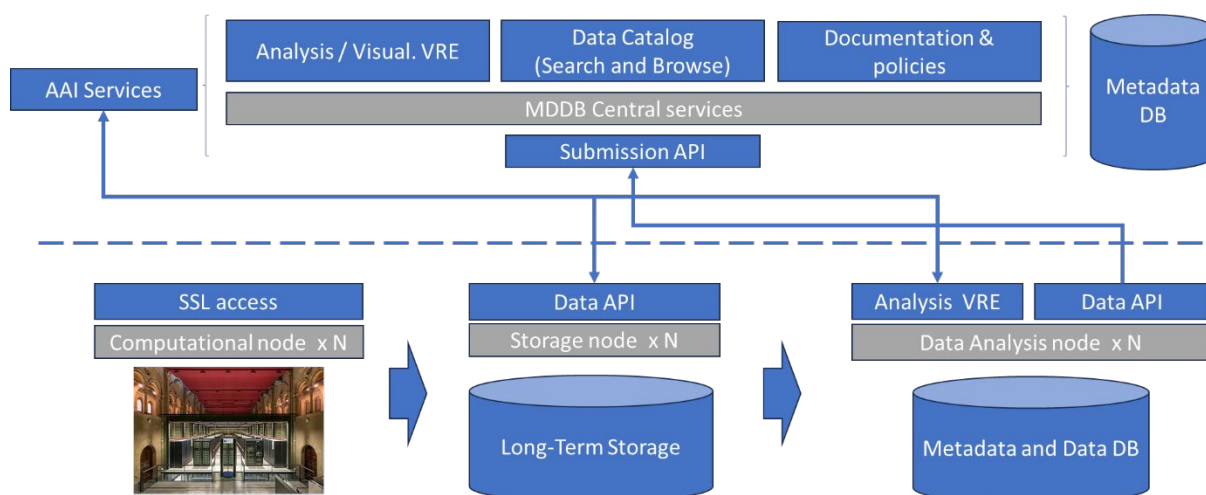 Analysis / Visual. VRE
Data Catalog
(Search and Browse)
Documentation &
policies
AAI Services
MDDB Central services
Metadata
DB
Submission API
SSL access
Data API
Analysis VRE
Data API
Computational node x N
Storage node x N
Data Analysis node x N
Long-Term Storage
Metadata and Data DB